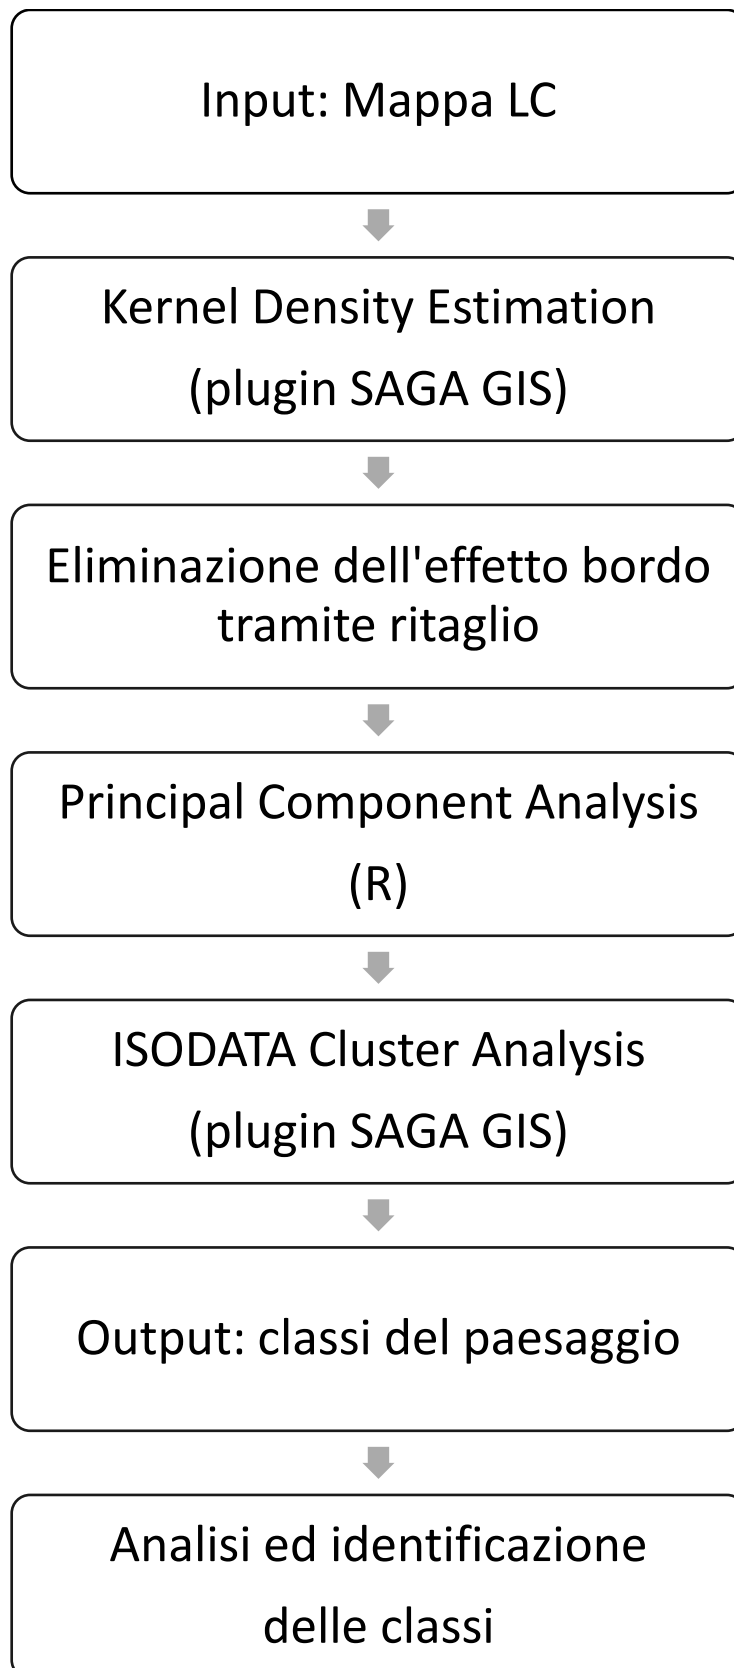 Input: Mappa LC
Kernel Density Estimation
(plugin SAGA GIS)
Eliminazione dell'effetto bordo
tramite ritaglio
Principal Component Analysis
(R)
ISODATA Cluster Analysis
(plugin SAGA GIS)
Output: classi del paesaggio
Analisi ed identificazione
delle classi